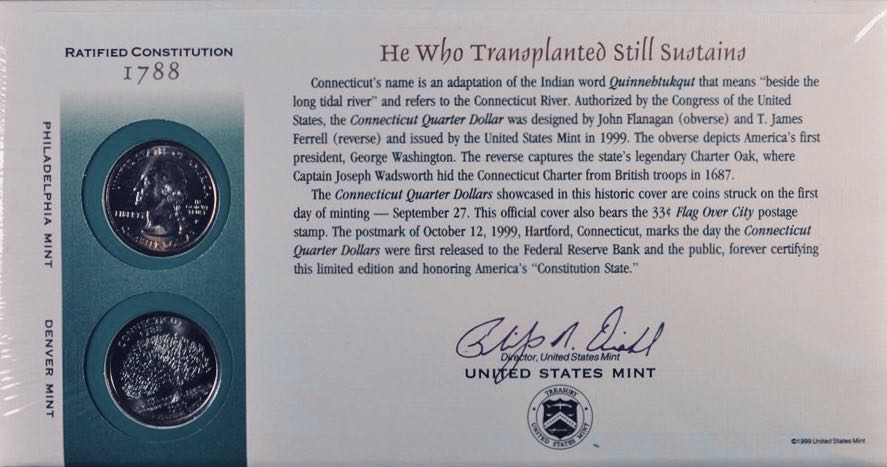 RATIFIED CONSTITUTION
1788
PHILADELPHIA MINT
DENVER MINT
LIBERTY
IN
GOD WE
TRUST
CONNECTICUT
1788
He Who Transplanted Still Sustains
Connecticut's name is an adaptation of the Indian word Quinnehtukqut that means "beside the
long tidal river" and refers to the Connecticut River. Authorized by the Congress of the United
States, the Connecticut Quarter Dollar was designed by John Flanagan (obverse) and T. James
Ferrell (reverse) and issued by the United States Mint in 1999. The obverse depicts America's first
president, George Washington. The reverse captures the state's legendary Charter Oak, where
Captain Joseph Wadsworth hid the Connecticut Charter from British troops in 1687.
The Connecticut Quarter Dollars showcased in this historic cover are coins struck on the first
day of minting — September 27. This official cover also bears the 33¢ Flag Over City postage
stamp. The postmark of October 12, 1999, Hartford, Connecticut, marks the day the Connecticut
Quarter Dollars were first released to the Federal Reserve Bank and the public, forever certifying
this limited edition and honoring America's "Constitution State."
Director, United States Mint
UNITED STATES MINT
TREASURY
UNITED STATES MINT
©1999 United States Mint